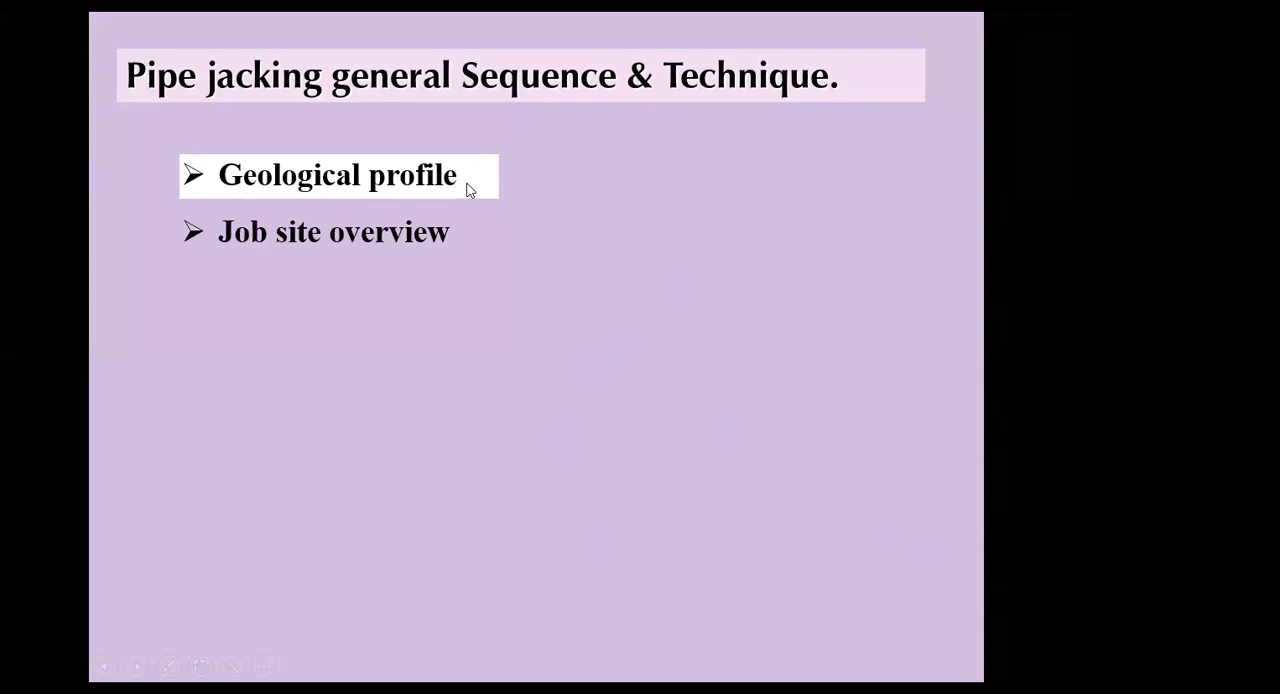 Pipe jacking general Sequence & Technique.
➢ Geological profile
➢ Job site overview